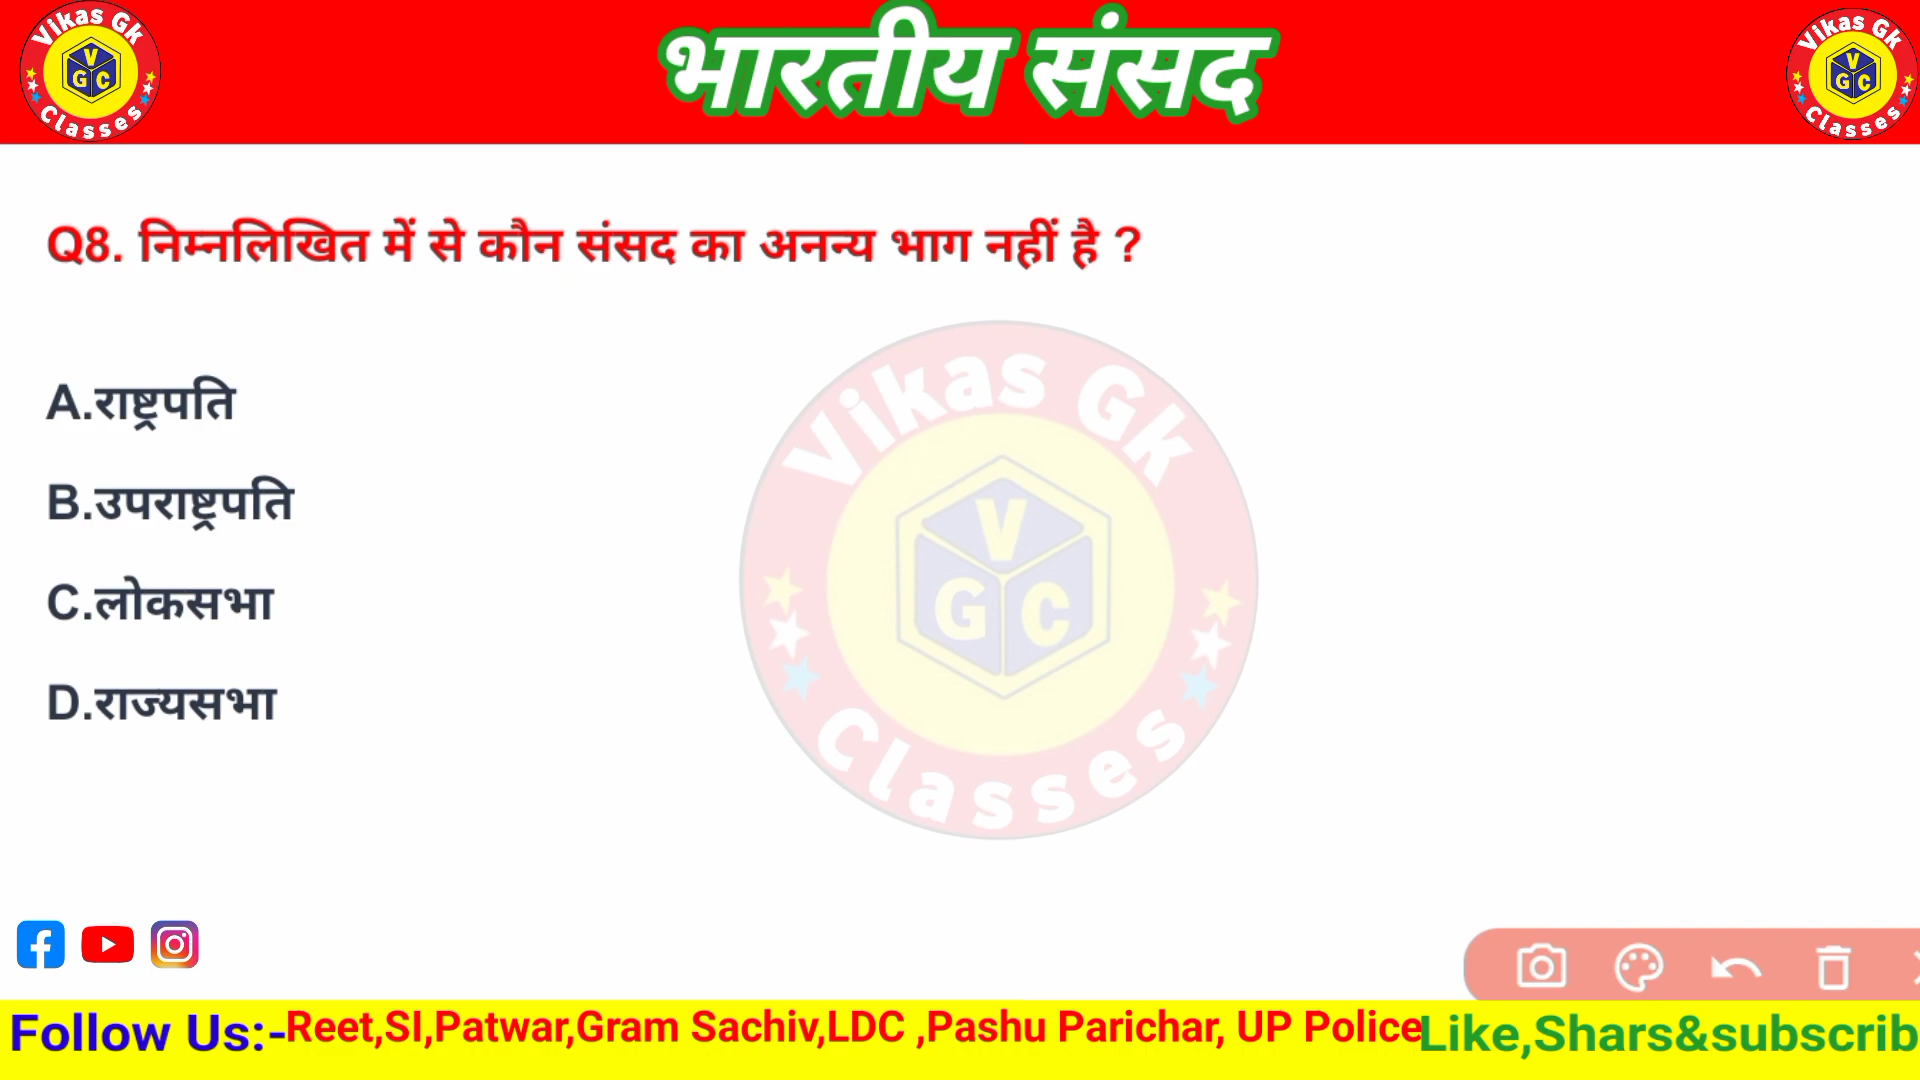 Vikas Gk
VGC
Classes
भारतीय संसद
Vikas Gk
VGC
Classes
Q8. निम्नलिखित में से कौन संसद का अनन्य भाग नहीं है ?
A.राष्ट्रपति
B.उपराष्ट्रपति
C.लोकसभा
D.राज्यसभा
Vikas Gk
VGC
Classes
Follow Us:-Reet,SI,Patwar,Gram Sachiv,LDC ,Pashu Parichar, UP Police Like,Shars&subscrib